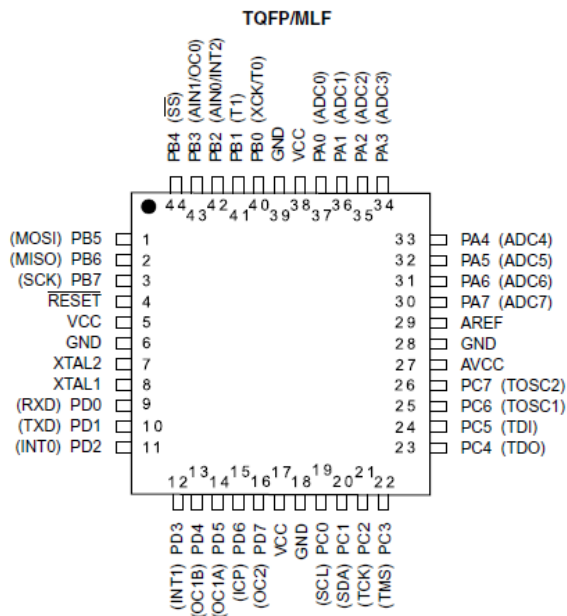 TQFP/MLF
PB4 (SS)
PB3 (AIN1/OC0)
PB2 (AIN0/INT2)
PB1 (T1)
PB0 (XCK/T0)
GND
VCC
PA0 (ADC0)
PA1 (ADC1)
PA2 (ADC2)
PA3 (ADC3)
44
43
42
41
40
39
38
37
36
35
34
(MOSI) PB5 1
(MISO) PB6 2
(SCK) PB7 3
RESET 4
VCC 5
GND 6
XTAL2 7
XTAL1 8
(RXD) PD0 9
(TXD) PD1 10
(INT0) PD2 11
33 PA4 (ADC4)
32 PA5 (ADC5)
31 PA6 (ADC6)
30 PA7 (ADC7)
29 AREF
28 GND
27 AVCC
26 PC7 (TOSC2)
25 PC6 (TOSC1)
24 PC5 (TDI)
23 PC4 (TDO)
12
13
14
15
16
17
18
19
20
21
22
(INT1) PD3
(OC1B) PD4
(OC1A) PD5
(ICP) PD6
(OC2) PD7
VCC
GND
(SCL) PC0
(SDA) PC1
(TCK) PC2
(TMS) PC3